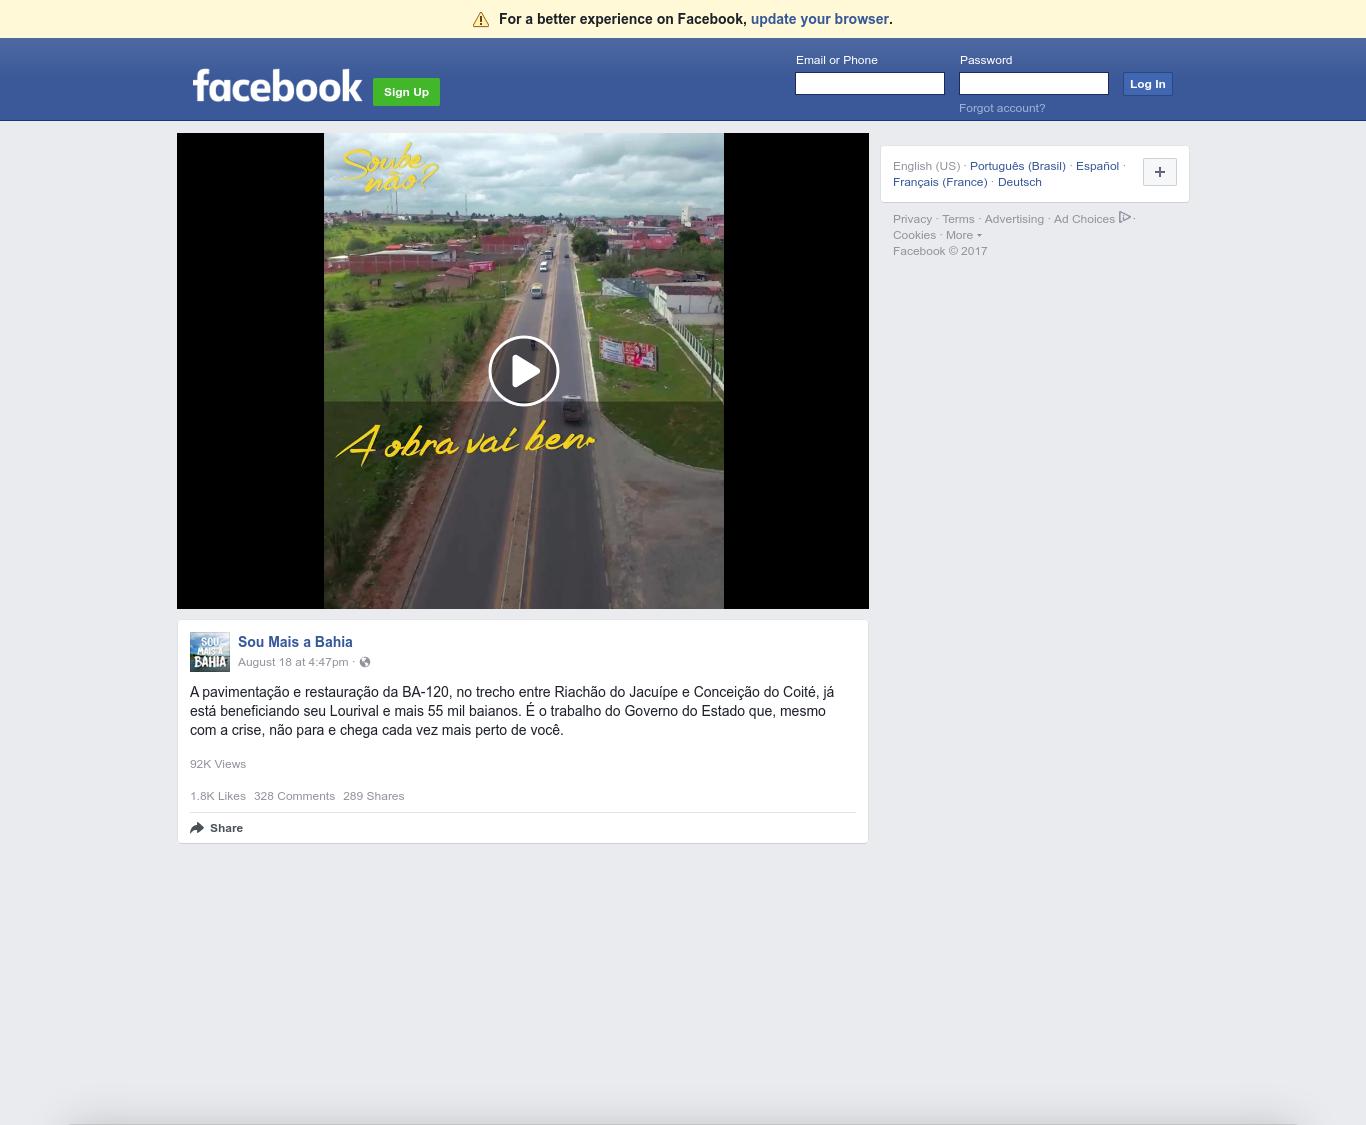 For a better experience on Facebook, update your browser.
Email or Phone
Password
facebook
Sign Up
Log In
Forgot account?
Soube
não?
A obra vai bem
English (US) · Português (Brasil) · Español ·
Français (France) · Deutsch
+
Privacy · Terms · Advertising · Ad Choices ·
Cookies · More
Facebook © 2017
SOU
MAIS A
BAHIA
Sou Mais a Bahia
August 18 at 4:47pm ·
A pavimentação e restauração da BA-120, no trecho entre Riachão do Jacuípe e Conceição do Coité, já
está beneficiando seu Lourival e mais 55 mil baianos. É o trabalho do Governo do Estado que, mesmo
com a crise, não para e chega cada vez mais perto de você.
92K Views
1.8K Likes 328 Comments 289 Shares
Share